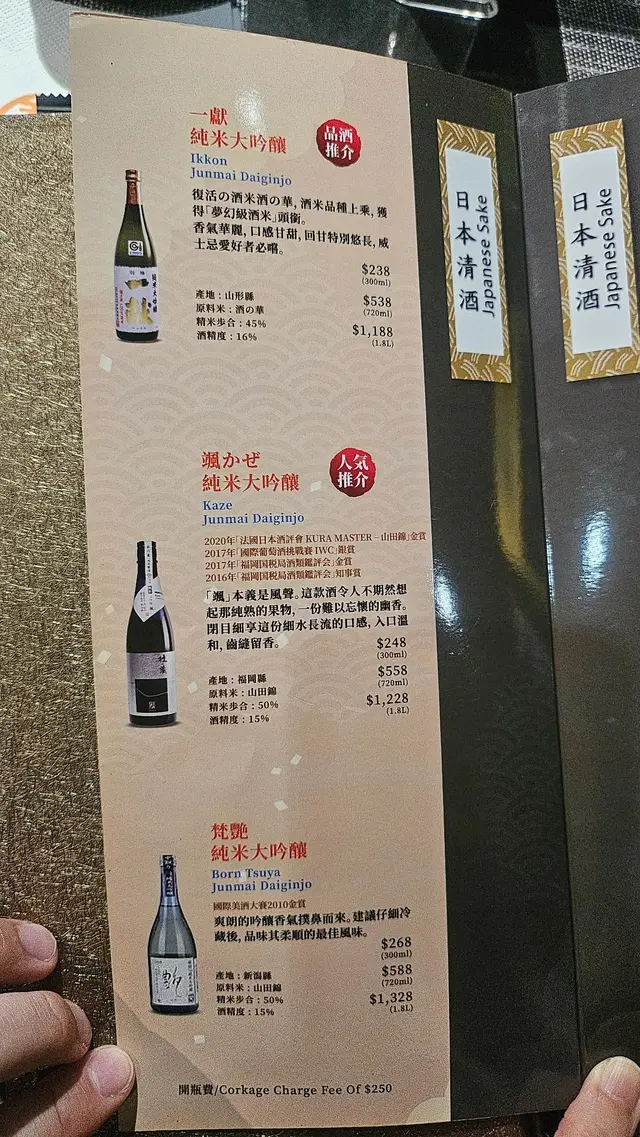 一獻
純米大吟釀
品酒
推介
Ikkon
Junmai Daiginjo
復活の酒米酒の華, 酒米品種上乘, 獲
得「夢幻級酒米」頭銜。
香氣華麗, 口感甘甜, 回甘特別悠長, 威
士忌愛好者必嚐。
$238
(300ml)
產地 : 山形縣
原料米 : 酒の華
精米步合 : 45%
酒精度 : 16%
$538
(720ml)
$1,188
(1.8L)
颯かぜ
純米大吟釀
人気
推介
Kaze
Junmai Daiginjo
2020年「法國日本酒評會 KURA MASTER – 山田錦」金賞
2017年「國際葡萄酒挑戰賽 IWC」銀賞
2017年「福岡国税局酒類鑑評会」金賞
2016年「福岡国税局酒類鑑評会」知事賞
「颯」本義是風聲。這款酒令人不期然想
起那純熟的果物, 一份難以忘懷的幽香。
閉目細享這份細水長流的口感, 入口溫
和, 齒縫留香。
$248
(300ml)
產地 : 福岡縣
原料米 : 山田錦
精米步合 : 50%
酒精度 : 15%
$558
(720ml)
$1,228
(1.8L)
梵艷
純米大吟釀
Born Tsuya
Junmai Daiginjo
國際美酒大賽2010金賞
爽朗的吟釀香氣撲鼻而來。建議仔細冷
藏後, 品味其柔順的最佳風味。
$268
(300ml)
產地 : 新潟縣
原料米 : 山田錦
精米步合 : 50%
酒精度 : 15%
$588
(720ml)
$1,328
(1.8L)
開瓶費/Corkage Charge Fee Of $250
日本清酒
Japanese Sake
日本清酒
Japanese Sake
一献
純米大吟醸
艶